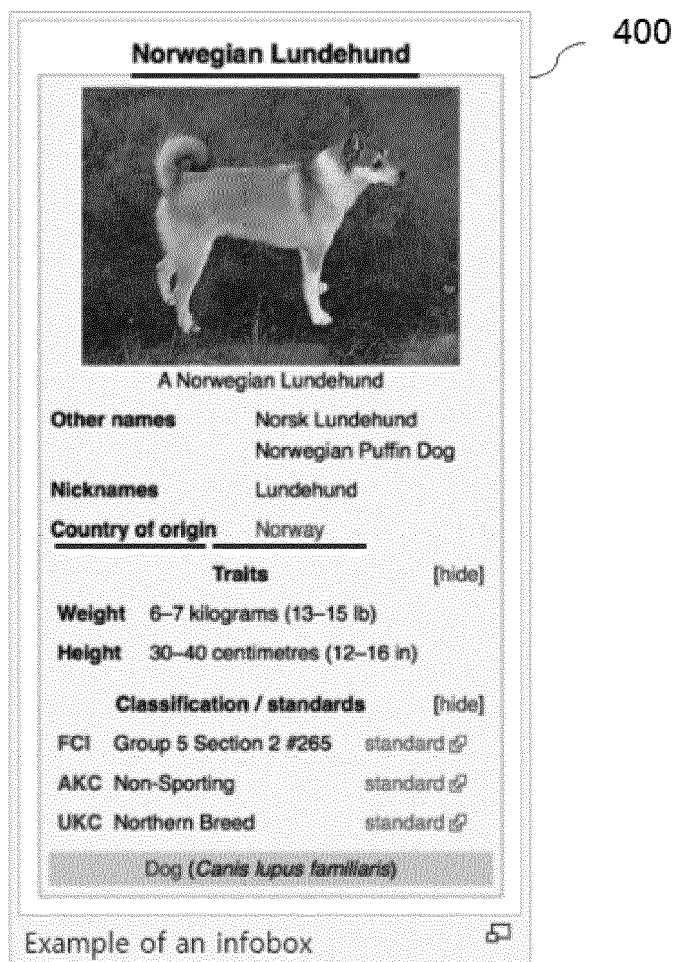 400
Norwegian Lundehund
A Norwegian Lundehund
Other names Norsk Lundehund
Norwegian Puffin Dog
Nicknames Lundehund
Country of origin Norway
Traits [hide]
Weight 6–7 kilograms (13–15 lb)
Height 30–40 centimetres (12–16 in)
Classification / standards [hide]
FCI Group 5 Section 2 #265 standard
AKC Non-Sporting standard
UKC Northern Breed standard
Dog (Canis lupus familiaris)
Example of an infobox